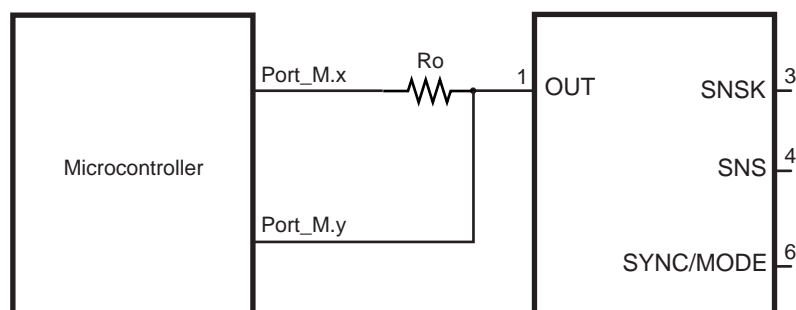 Microcontroller
Port_M.x
Ro
Port_M.y
1
OUT
SNSK
3
SNS
4
SYNC/MODE
6